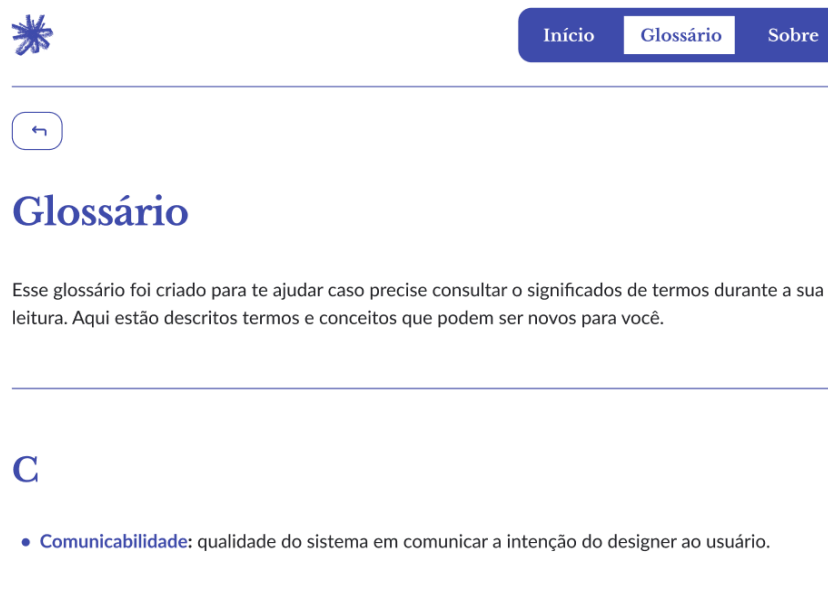 Início Glossário Sobre
Glossário
Esse glossário foi criado para te ajudar caso precise consultar o significados de termos durante a sua
leitura. Aqui estão descritos termos e conceitos que podem ser novos para você.
C
• Comunicabilidade: qualidade do sistema em comunicar a intenção do designer ao usuário.